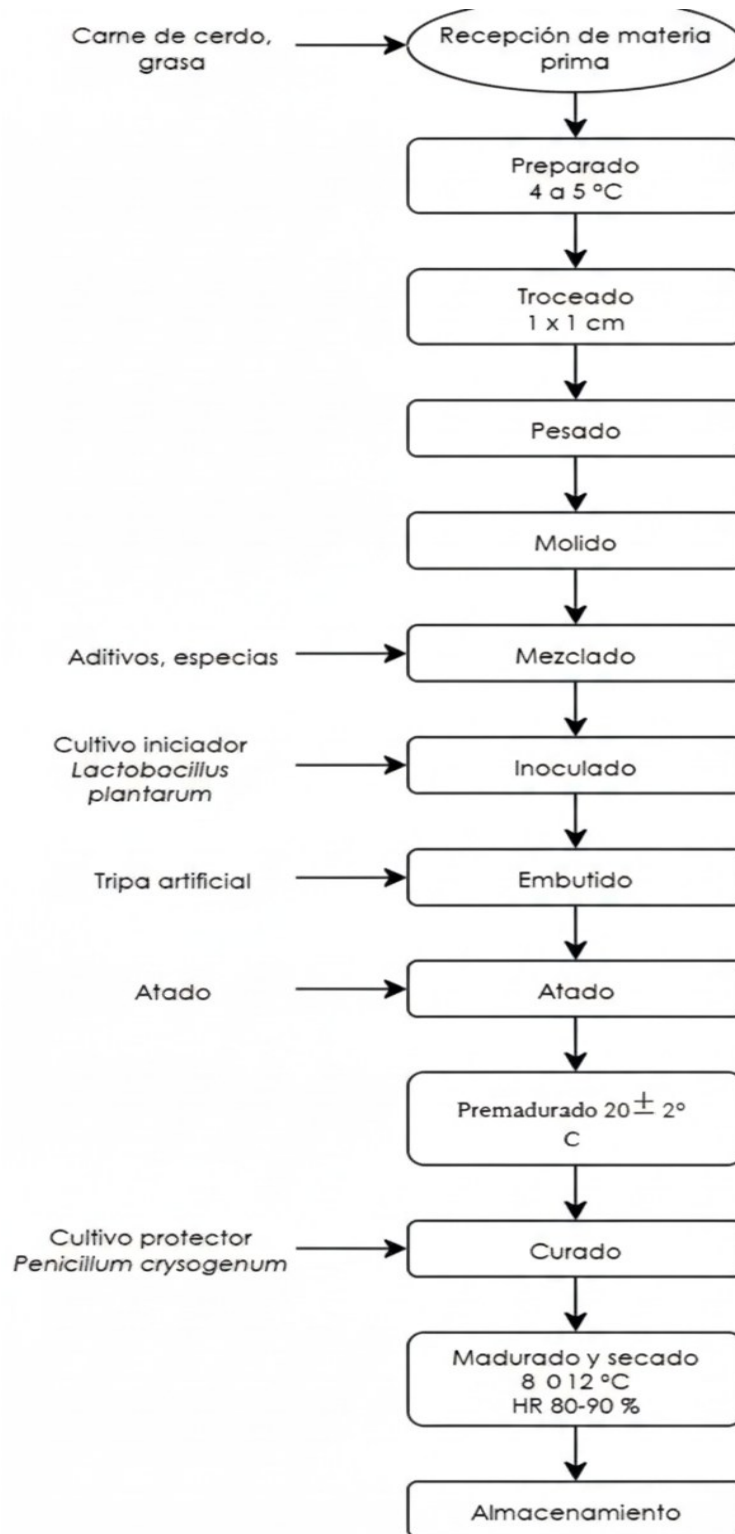 Carne de cerdo,
grasa
Recepción de materia
prima
Preparado
4 a 5 ºC
Troceado
1 x 1 cm
Pesado
Molido
Aditivos, especias
Mezclado
Cultivo iniciador
Lactobacillus
plantarum
Inoculado
Tripa artificial
Embutido
Atado
Atado
Premadurado 20± 2°
C
Cultivo protector
Penicillum crysogenum
Curado
Madurado y secado
8 0 12 ºC
HR 80-90 %
Almacenamiento